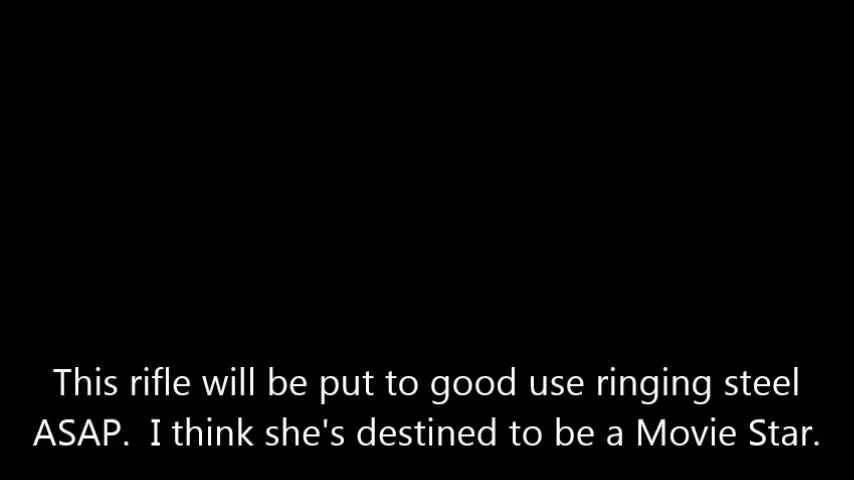 This rifle will be put to good use ringing steel
ASAP.  I think she's destined to be a Movie Star.